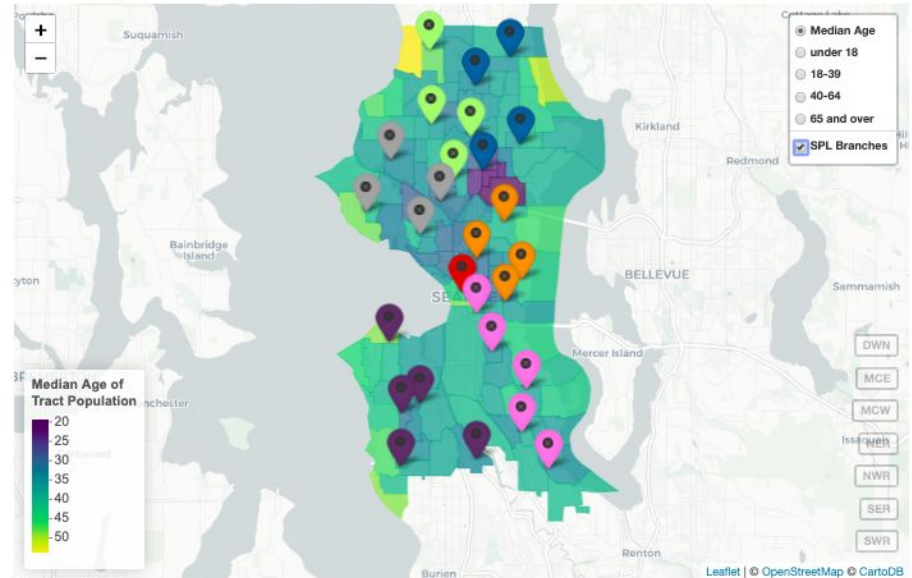 Suquamish
+
−
Median Age
under 18
18-39
40-64
65 and over
SPL Branches
Kirkland
Redmond
Bainbridge
Island
BELLEVUE
Sammamish
Mercer Island
DWN
MCE
MCW
NER
NWR
SER
SWR
Median Age of
Tract Population
20
25
30
35
40
45
50
Renton
Burien
Leaflet | © OpenStreetMap © CartoDB